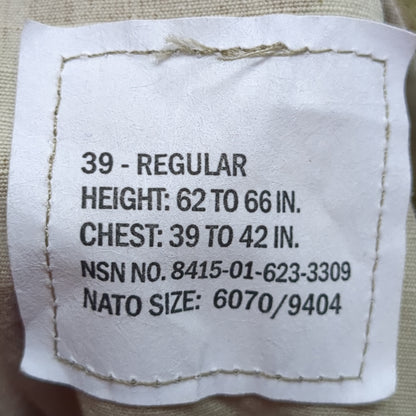 39 - REGULAR
HEIGHT: 62 TO 66 IN.
CHEST: 39 TO 42 IN.
NSN NO. 8415-01-623-3309
NATO SIZE: 6070/9404